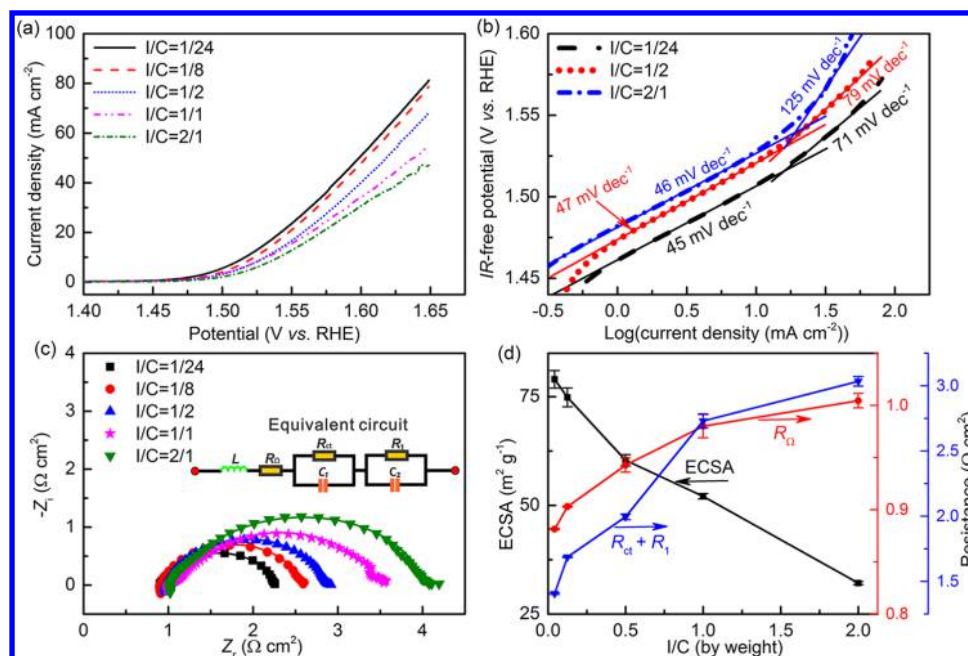 (a)
100
80
60
40
20
0
Current density (mA cm⁻²)
I/C=1/24
I/C=1/8
I/C=1/2
I/C=1/1
I/C=2/1
1.40 1.45 1.50 1.55 1.60 1.65
Potential (V vs. RHE)
(b)
1.60
1.55
1.50
1.45
IR-free potential (V vs. RHE)
I/C=1/24
I/C=1/2
I/C=2/1
125 mV dec⁻¹
79 mV dec⁻¹
71 mV dec⁻¹
47 mV dec⁻¹
46 mV dec⁻¹
45 mV dec⁻¹
-0.5 0.0 0.5 1.0 1.5 2.0
Log(current density (mA cm⁻²))
(c)
4
3
2
1
0
-Zᵢ (Ω cm²)
I/C=1/24
I/C=1/8
I/C=1/2
I/C=1/1
I/C=2/1
Equivalent circuit
L RΩ Rct R₁
C₁ C₂
0 1 2 3 4
Zᵣ (Ω cm²)
(d)
75
50
25
ECSA (m² g⁻¹)
ECSA
RΩ
Rct + R₁
0.0 0.5 1.0 1.5 2.0
I/C (by weight)
1.0
0.9
0.8
3.0
2.5
2.0
1.5
Resistance (Ω cm²)